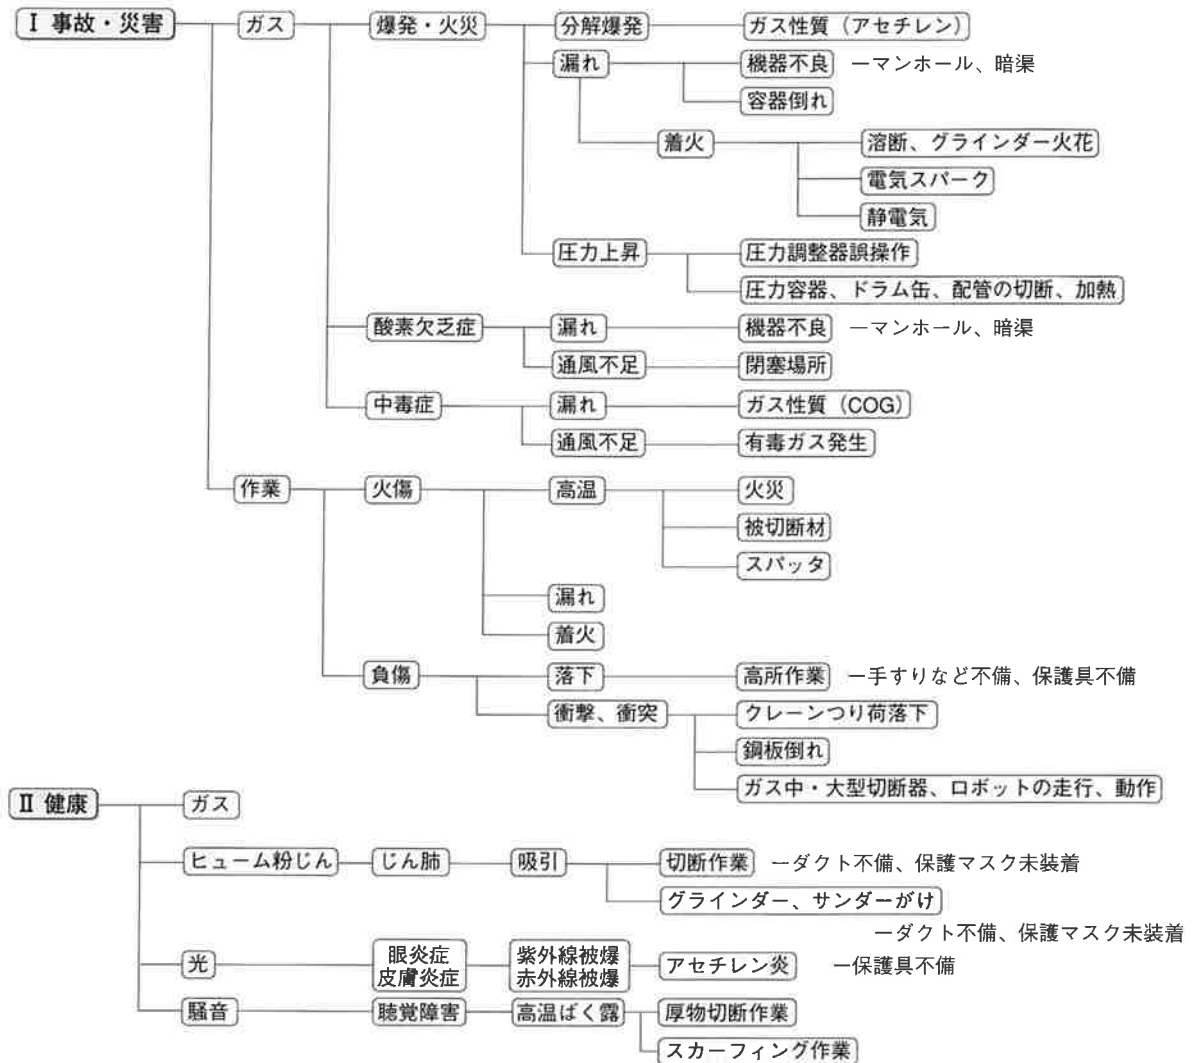 Ⅰ 事故・災害 ガス 爆発・火災 分解爆発 ガス性質（アセチレン）
漏れ 機器不良 ーマンホール、暗渠
容器倒れ
着火 溶断、グラインダー火花
電気スパーク
静電気
圧力上昇 圧力調整器誤操作
圧力容器、ドラム缶、配管の切断、加熱
酸素欠乏症 漏れ 機器不良 ーマンホール、暗渠
通風不足 閉塞場所
中毒症 漏れ ガス性質（COG）
通風不足 有毒ガス発生
作業 火傷 高温 火災
被切断材
スパッタ
漏れ
着火
負傷 落下 高所作業 ー手すりなど不備、保護具不備
衝撃、衝突 クレーンつり荷落下
鋼板倒れ
ガス中・大型切断器、ロボットの走行、動作
Ⅱ 健康 ガス
ヒューム粉じん じん肺 吸引 切断作業 ーダクト不備、保護マスク未装着
グラインダー、サンダーがけ
ーダクト不備、保護マスク未装着
光 眼炎症 皮膚炎症 紫外線被爆 赤外線被爆 アセチレン炎 ー保護具不備
騒音 聴覚障害 高温ばく露 厚物切断作業
スカーフィング作業